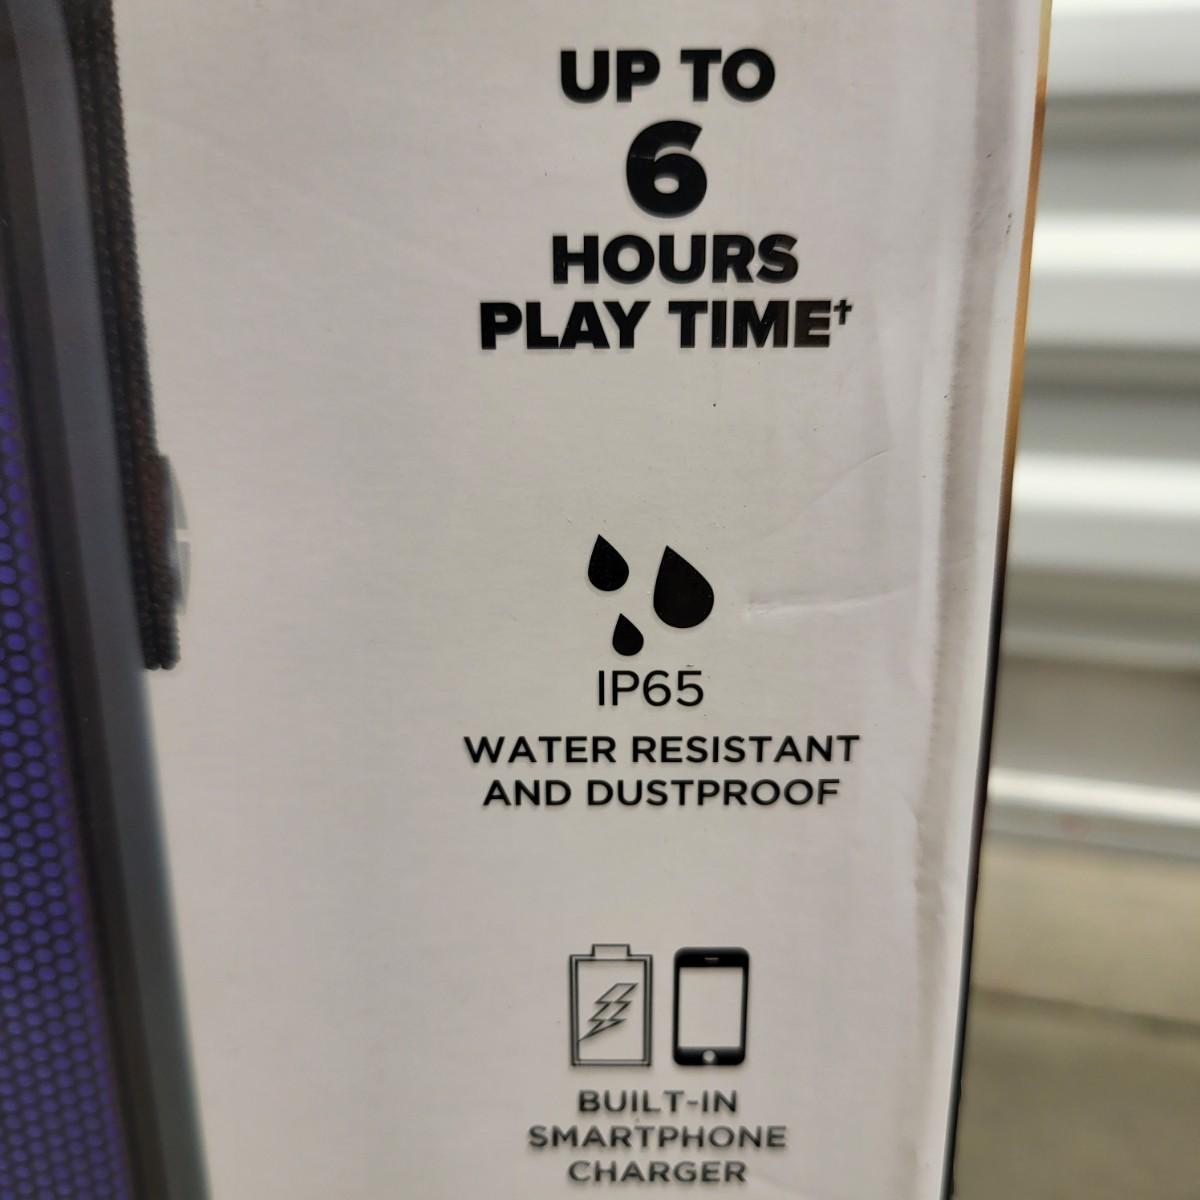 UP TO
6
HOURS
PLAY TIME†
IP65
WATER RESISTANT
AND DUSTPROOF
BUILT-IN
SMARTPHONE
CHARGER